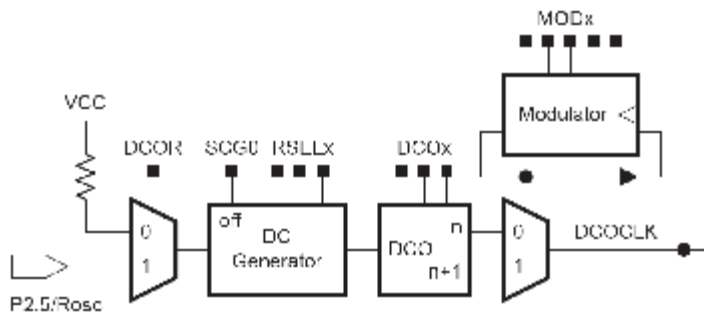 MODx
VCC
Modulator
DCOR
SCG0
RSELx
DCOx
0
1
off
DC
Generator
n
DCO
n+1
0
1
DCOCLK
P2.5/Rosc